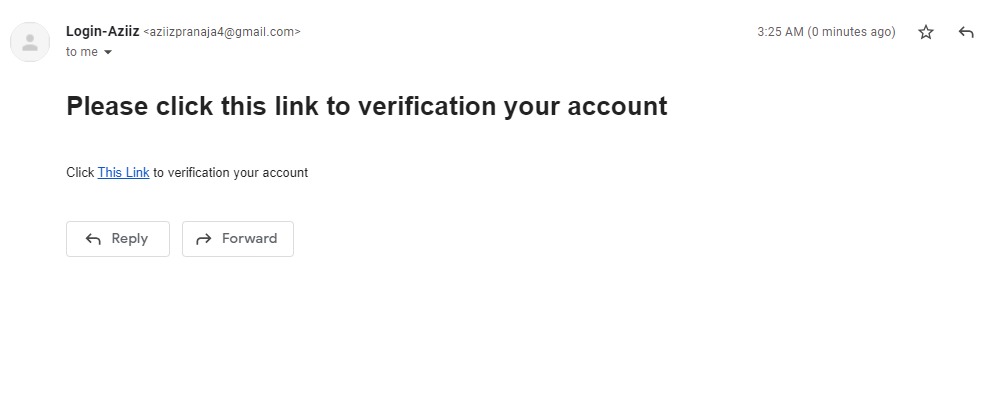 Login-Aziiz <aziizpranaja4@gmail.com> 3:25 AM (0 minutes ago)
to me
Please click this link to verification your account
Click This Link to verification your account
Reply Forward